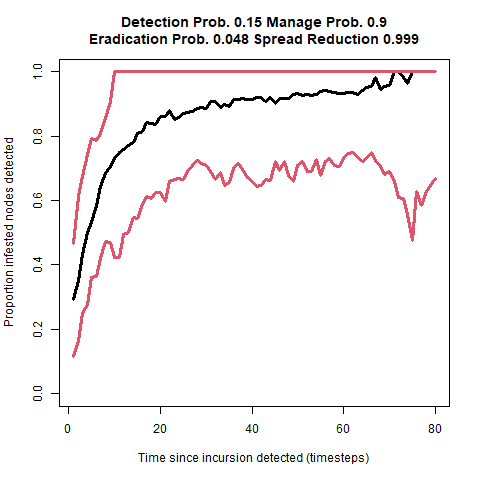 Detection Prob. 0.15 Manage Prob. 0.9
Eradication Prob. 0.048 Spread Reduction 0.999
Proportion infested nodes detected
1.0
0.8
0.6
0.4
0.2
0.0
0 20 40 60 80
Time since incursion detected (timesteps)